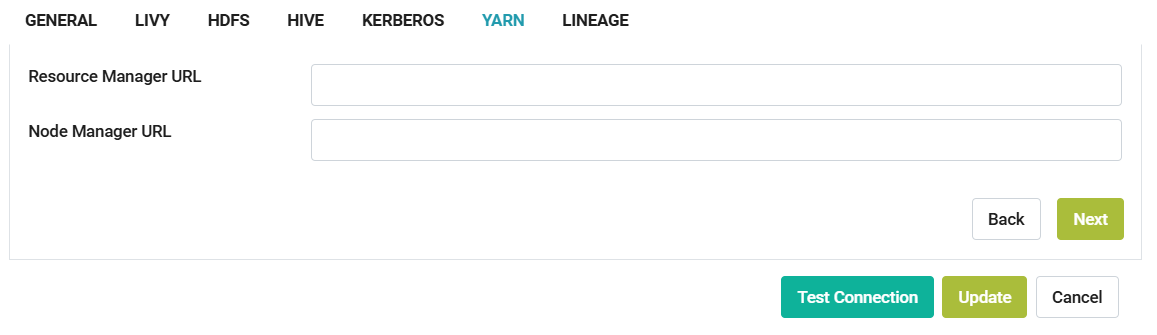 GENERAL LIVY HDFS HIVE KERBEROS YARN LINEAGE
Resource Manager URL
Node Manager URL
Back Next
Test Connection Update Cancel